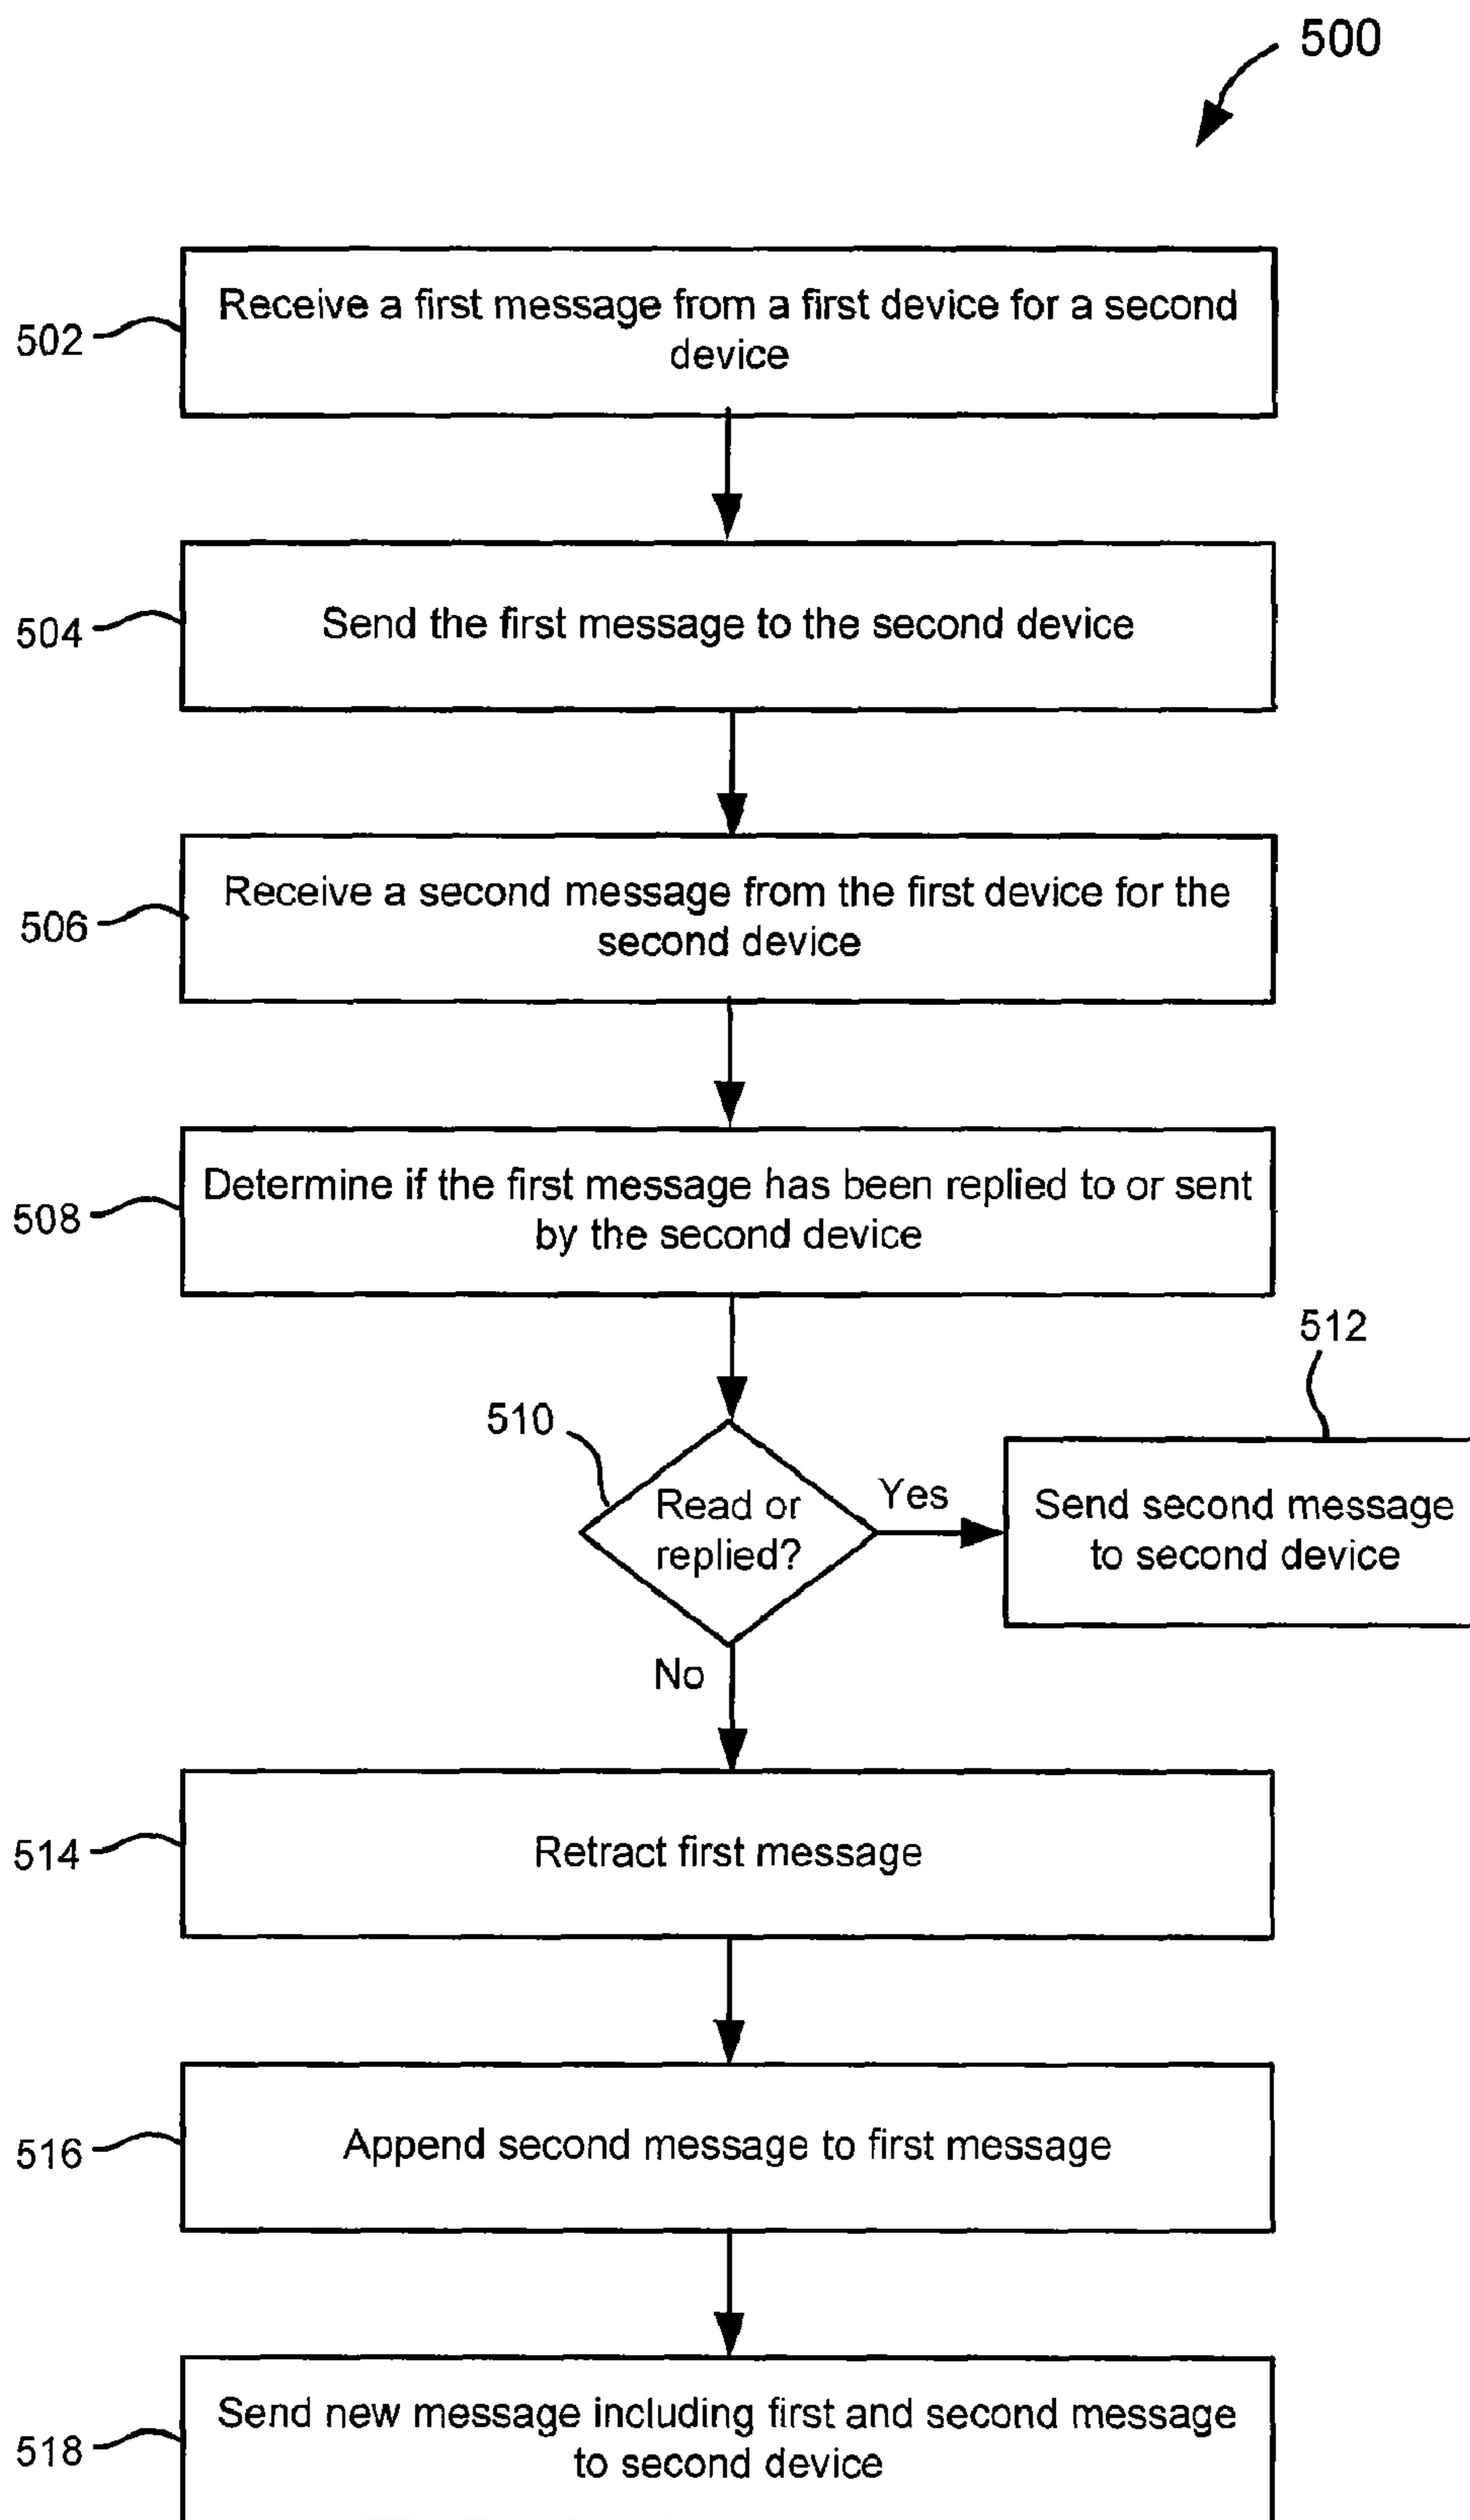 500
502
Receive a first message from a first device for a second
device
504
Send the first message to the second device
506
Receive a second message from the first device for the
second device
508
Determine if the first message has been replied to or sent
by the second device
510
Read or
replied?
Yes
512
Send second message
to second device
No
514
Retract first message
516
Append second message to first message
518
Send new message including first and second message
to second device